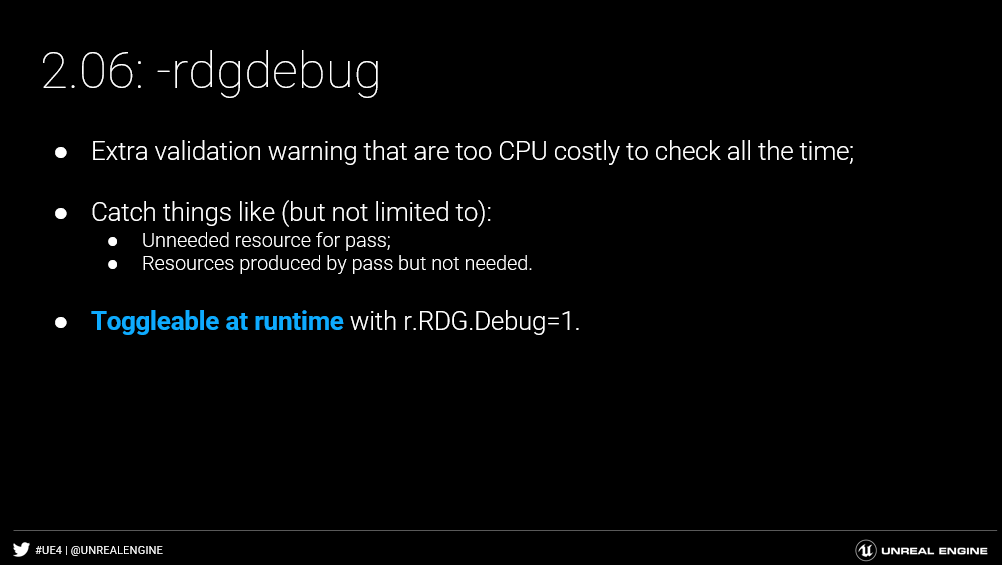 2.06: -rdgdebug
● Extra validation warning that are too CPU costly to check all the time;
● Catch things like (but not limited to):
● Unneeded resource for pass;
● Resources produced by pass but not needed.
● Toggleable at runtime with r.RDG.Debug=1.
#UE4 | @UNREALENGINE
UNREAL ENGINE